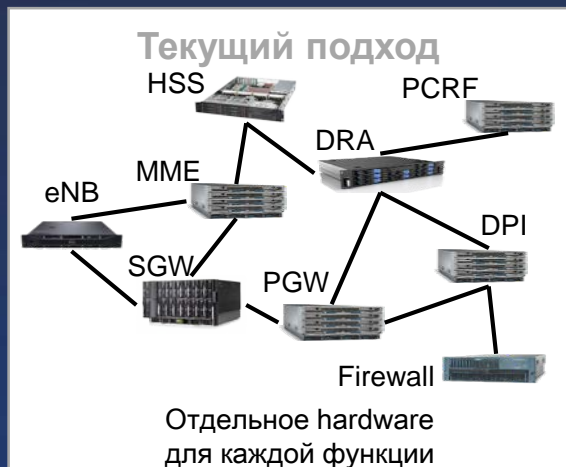 Текущий подход
HSS
PCRF
DRA
MME
eNB
DPI
SGW
PGW
Firewall
Отдельное hardware
для каждой функции